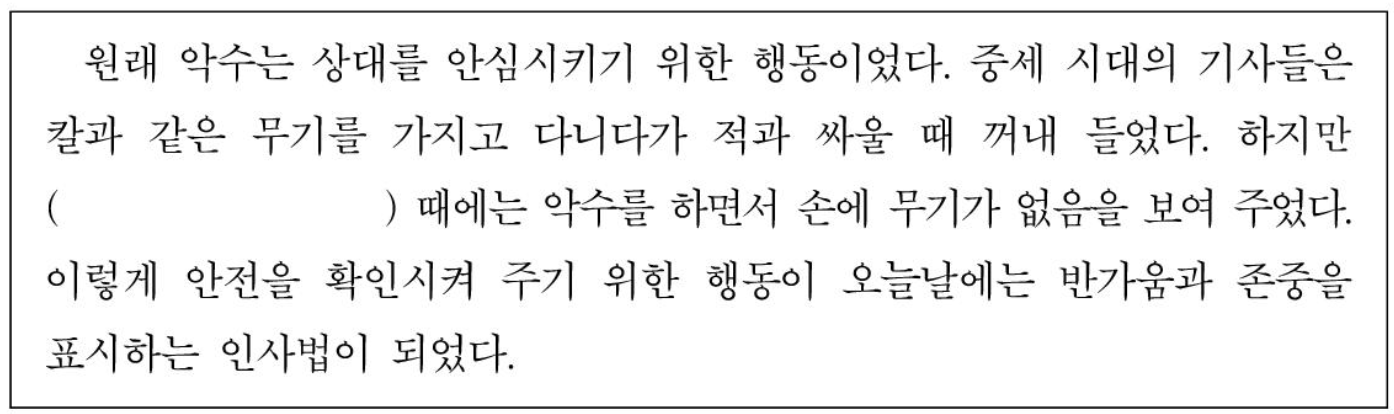 원래 악수는 상대를 안심시키기 위한 행동이었다. 중세 시대의 기사들은
칼과 같은 무기를 가지고 다니다가 적과 싸울 때 꺼내 들었다. 하지만
(                    ) 때에는 악수를 하면서 손에 무기가 없음을 보여 주었다.
이렇게 안전을 확인시켜 주기 위한 행동이 오늘날에는 반가움과 존중을
표시하는 인사법이 되었다.